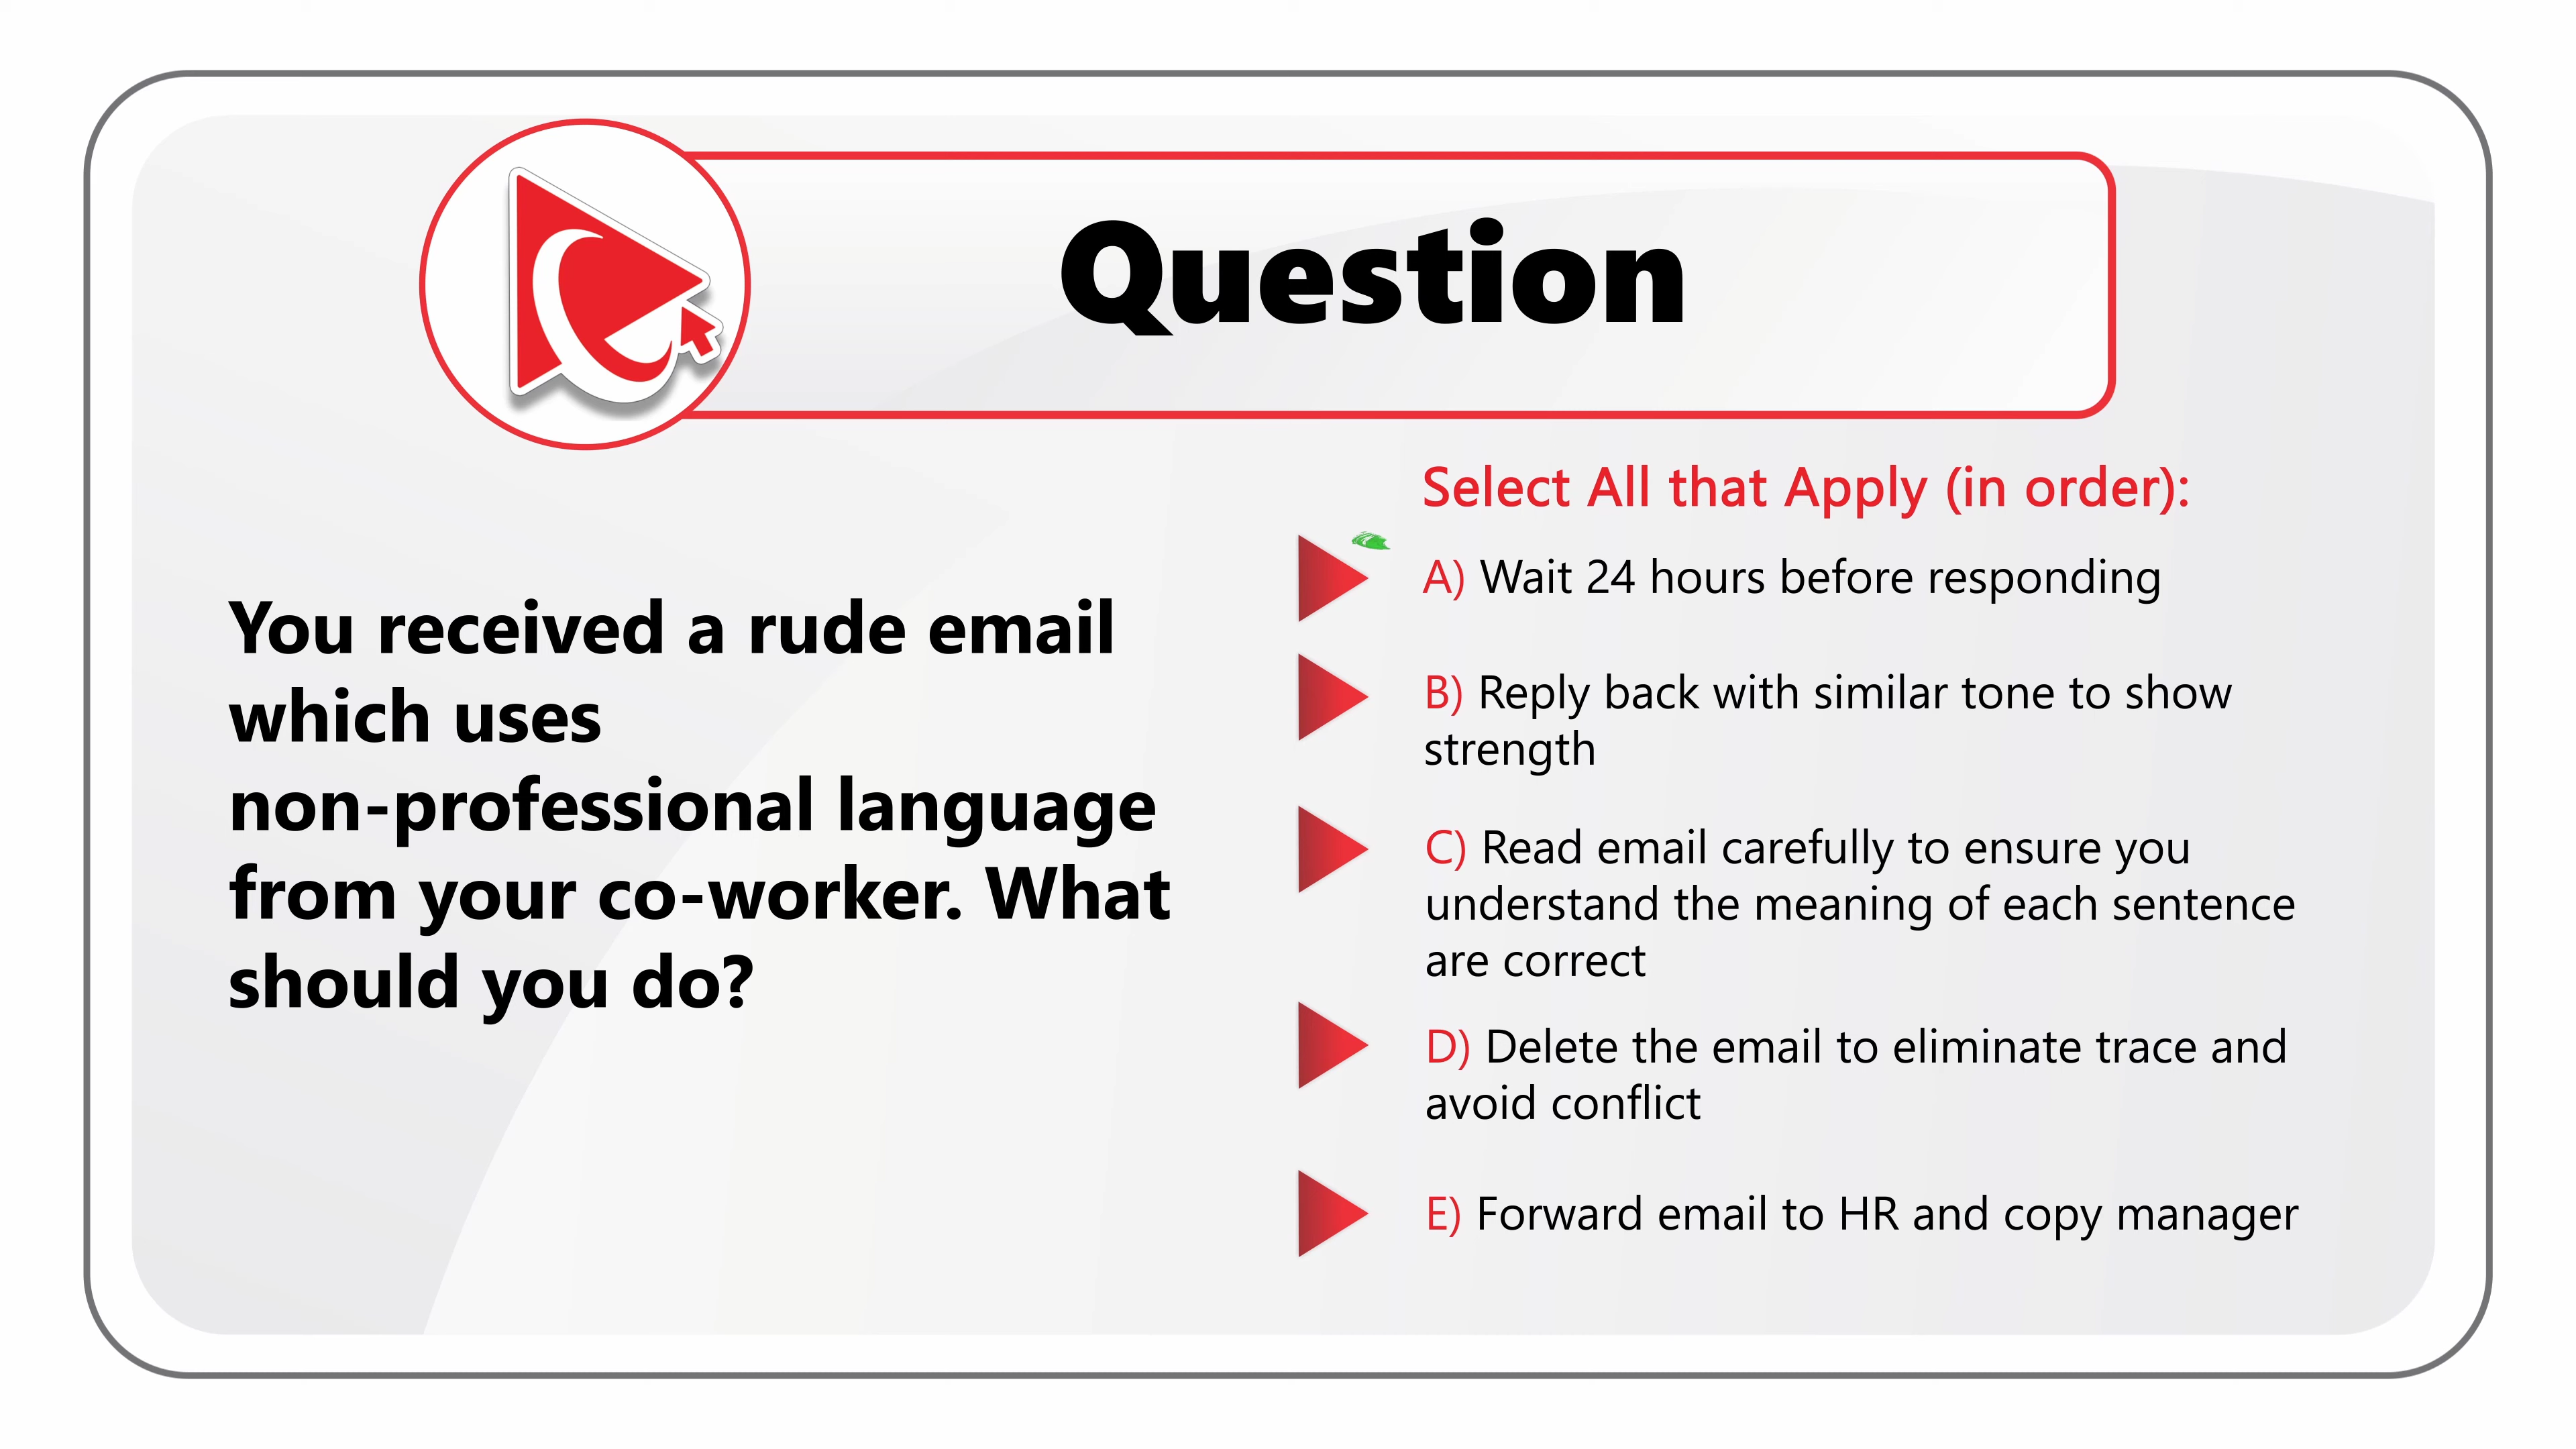 Question
You received a rude email
which uses
non-professional language
from your co-worker. What
should you do?
Select All that Apply (in order):
A) Wait 24 hours before responding
B) Reply back with similar tone to show
strength
C) Read email carefully to ensure you
understand the meaning of each sentence
are correct
D) Delete the email to eliminate trace and
avoid conflict
E) Forward email to HR and copy manager